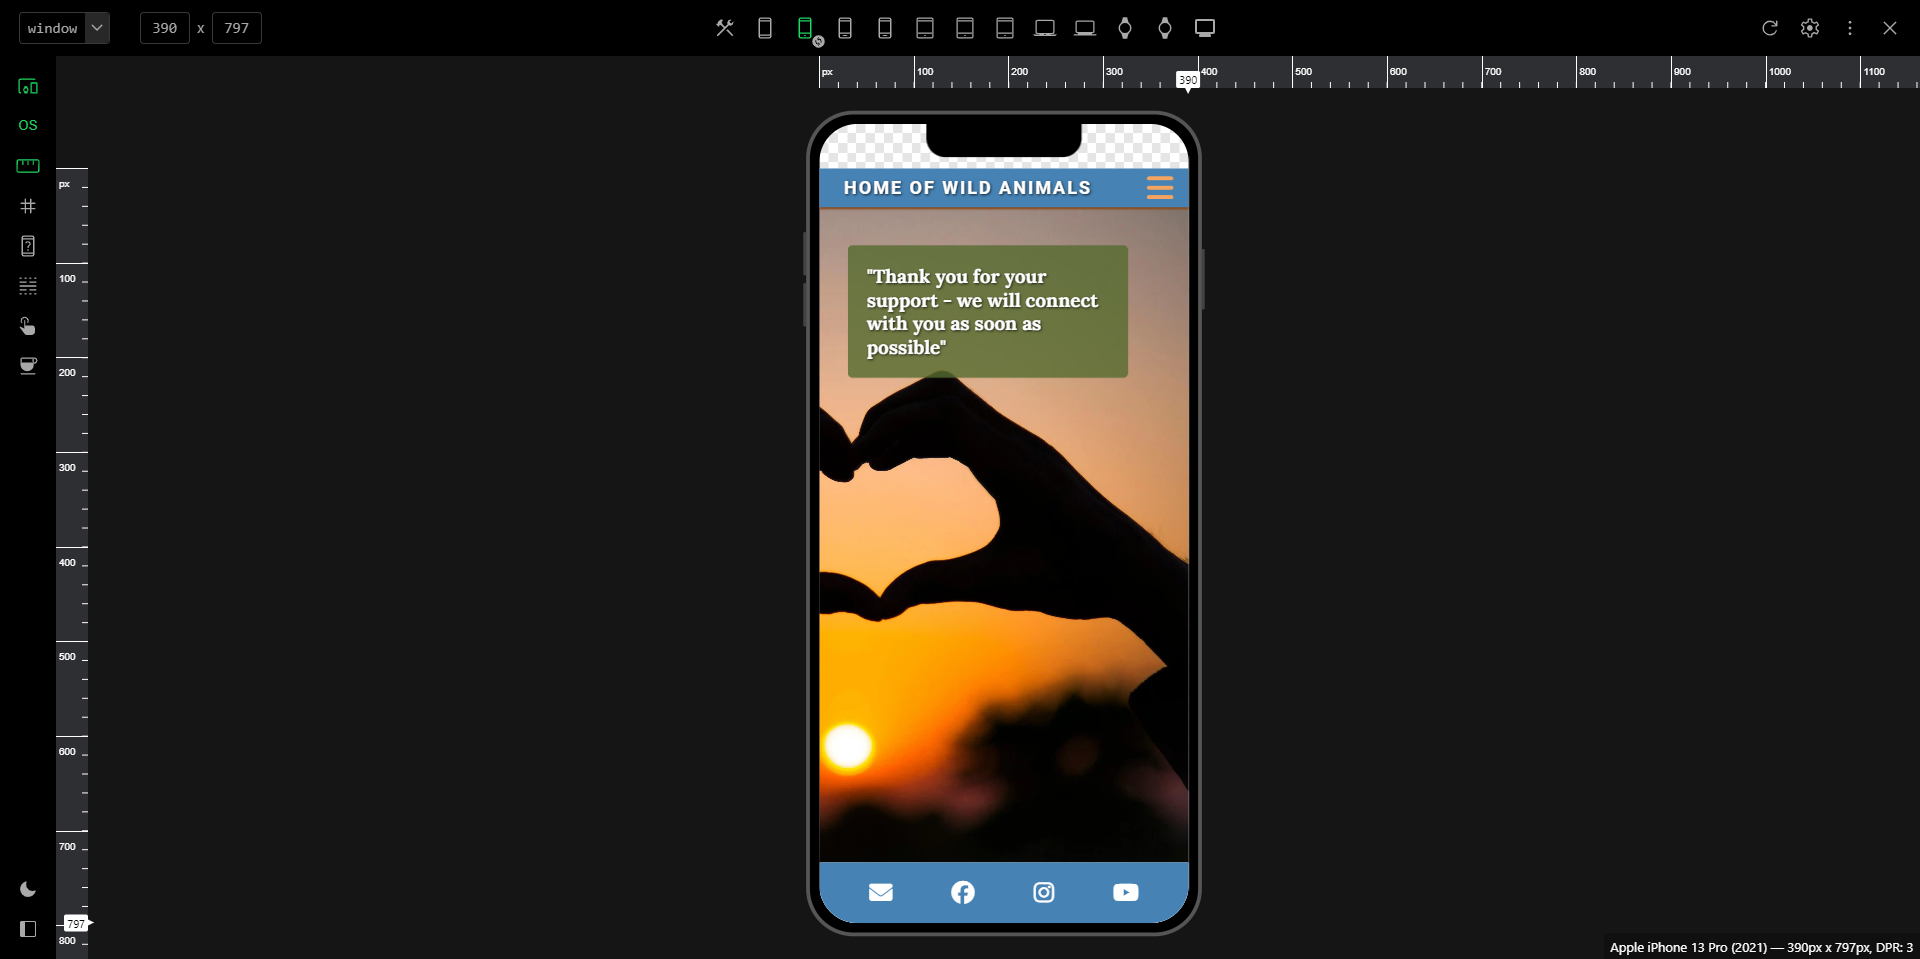 window
390 x 797
px 100 200 300 400 500 600 700 800 900 1000 1100
390
OS
px
100
200
300
400
500
600
700
797
800
HOME OF WILD ANIMALS
"Thank you for your
support - we will connect
with you as soon as
possible"
Apple iPhone 13 Pro (2021) — 390px x 797px, DPR: 3